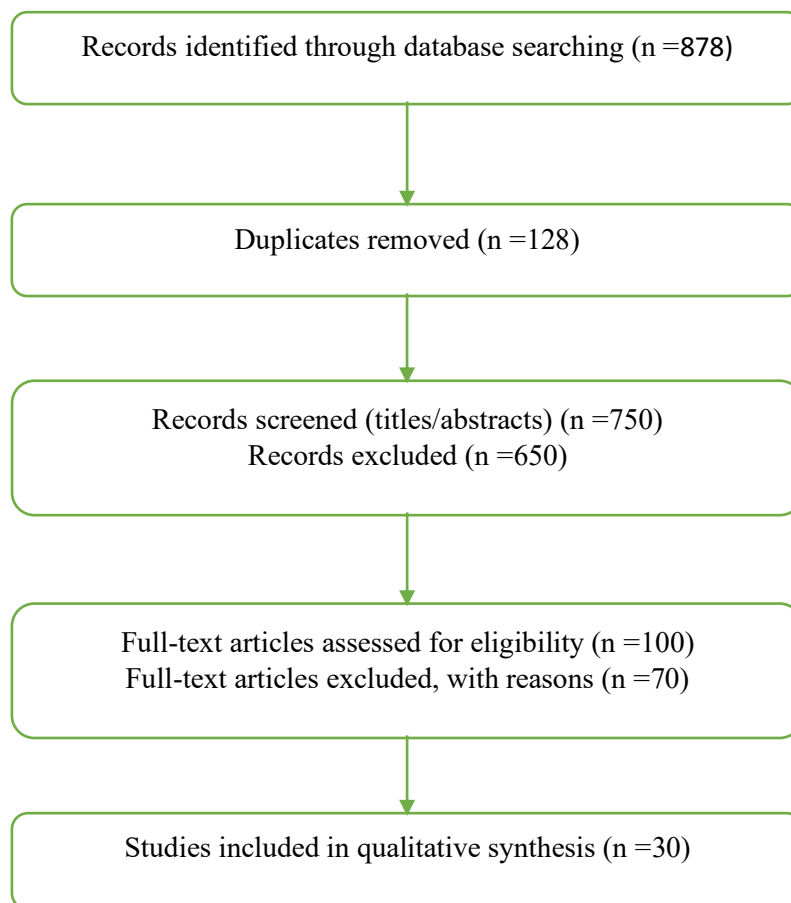 Records identified through database searching (n =878)
Duplicates removed (n =128)
Records screened (titles/abstracts) (n =750)
Records excluded (n =650)
Full-text articles assessed for eligibility (n =100)
Full-text articles excluded, with reasons (n =70)
Studies included in qualitative synthesis (n =30)